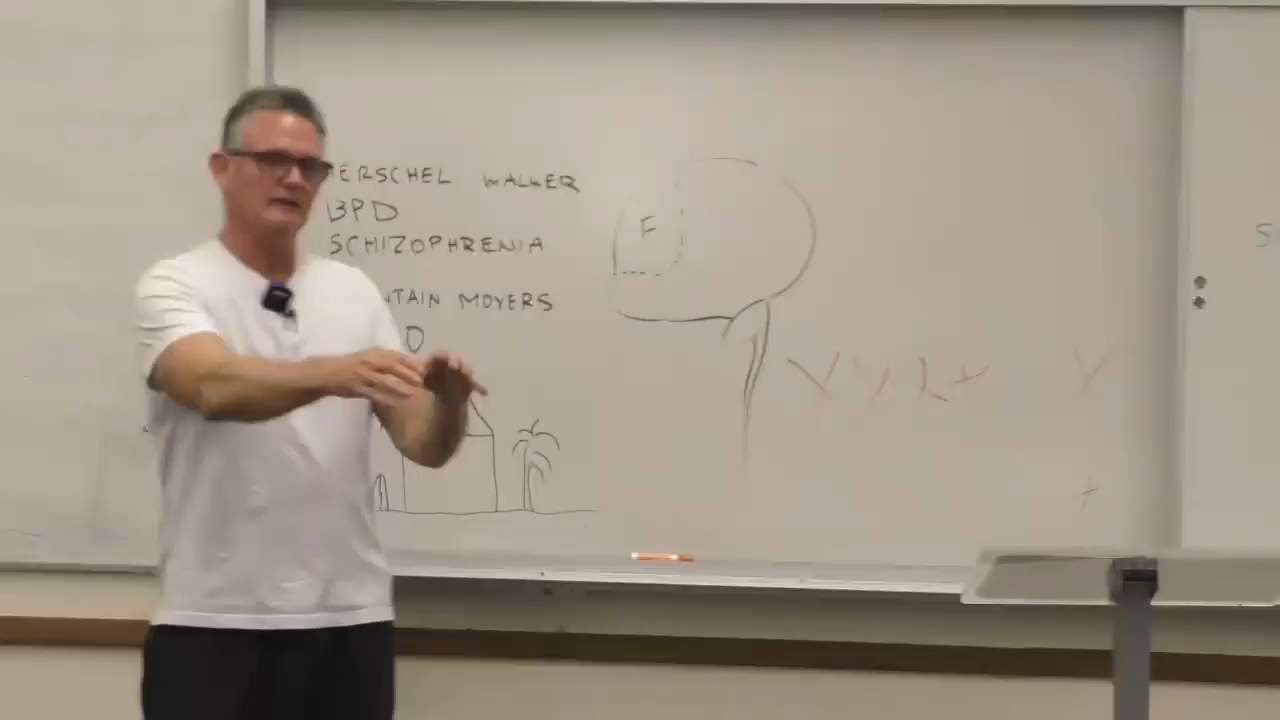 ERSCHEL WALKER
BPD
SCHIZOPHRENIA
NTAIN MOVERS
F